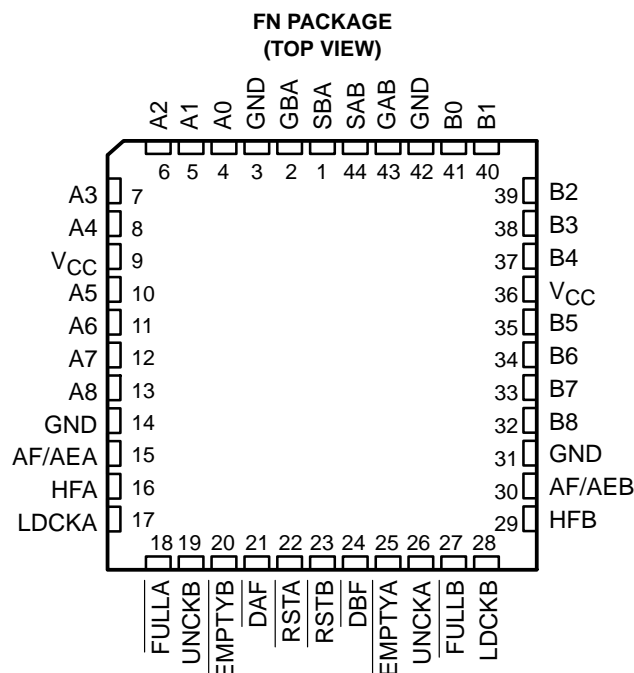 FN PACKAGE
(TOP VIEW)
A2 A1 A0 GND GBA SBA SAB GAB GND B0 B1
6 5 4 3 2 1 44 43 42 41 40
A3 7 39 B2
A4 8 38 B3
VCC 9 37 B4
A5 10 36 VCC
A6 11 35 B5
A7 12 34 B6
A8 13 33 B7
GND 14 32 B8
AF/AEA 15 31 GND
HFA 16 30 AF/AEB
LDCKA 17 29 HFB
18 19 20 21 22 23 24 25 26 27 28
FULLA UNCKB EMPTYB DAF RSTA RSTB DBF EMPTYA UNCKA FULLB LDCKB